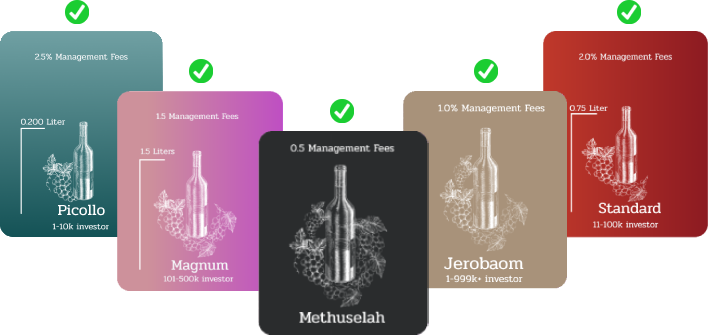 2.5% Management Fees
0.200 Liter
Picollo
1-10k investor
1.5 Management Fees
1.5 Liters
Magnum
101-500k investor
0.5 Management Fees
Methuselah
1.0% Management Fees
Jerobaom
1-999k+ investor
2.0% Management Fees
0.75 Liter
Standard
11-100k investor